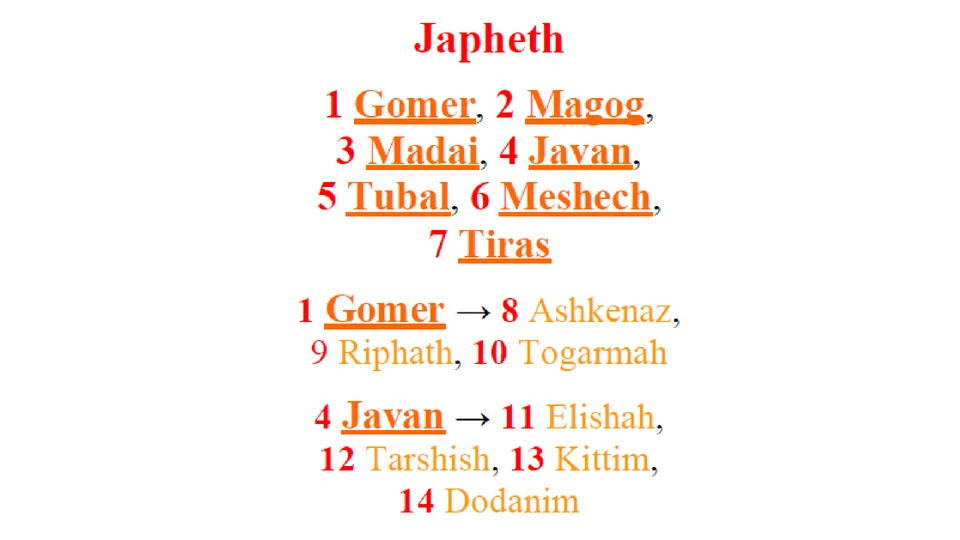 Japheth
1 Gomer, 2 Magog,
3 Madai, 4 Javan,
5 Tubal, 6 Meshech,
7 Tiras
1 Gomer → 8 Ashkenaz,
9 Riphath, 10 Togarmah
4 Javan → 11 Elishah,
12 Tarshish, 13 Kittim,
14 Dodanim